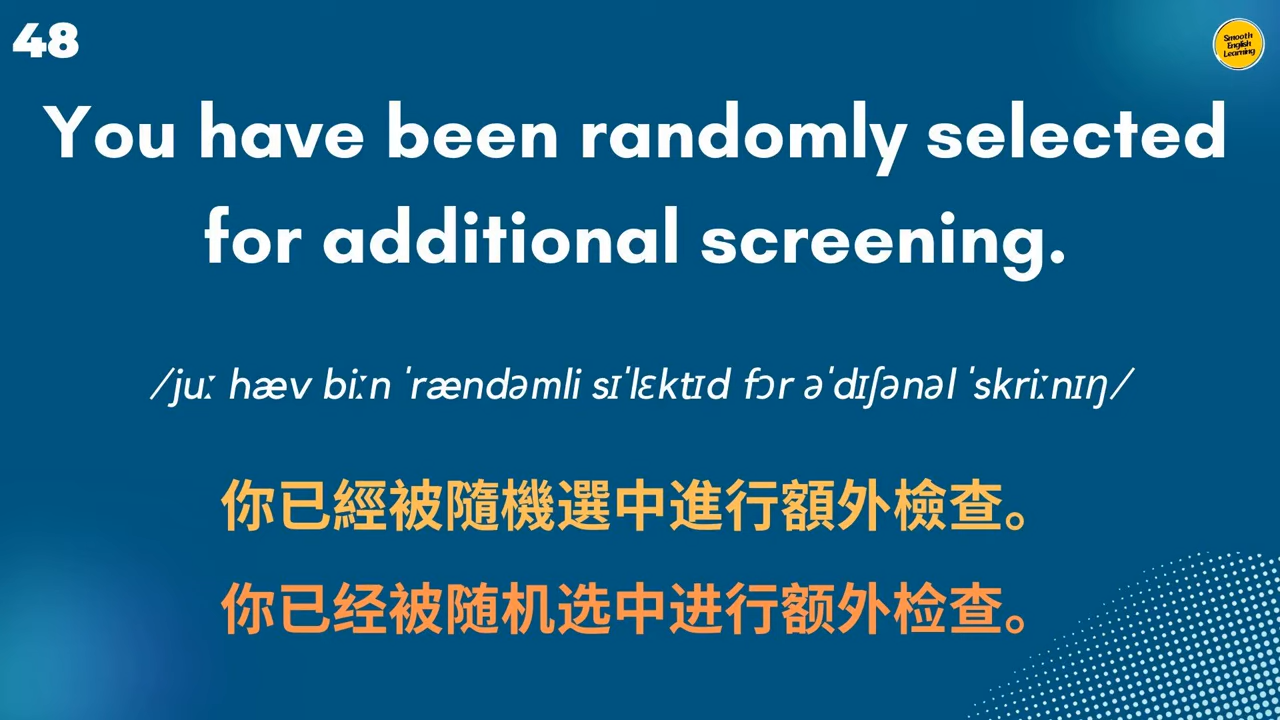 48
Smooth
English
Learning
You have been randomly selected
for additional screening.
/juː hæv biːn ˈrændəmli sɪˈlɛktɪd fɔr əˈdɪʃənəl ˈskriːnɪŋ/
你已經被隨機選中進行額外檢查。
你已经被随机选中进行额外检查。